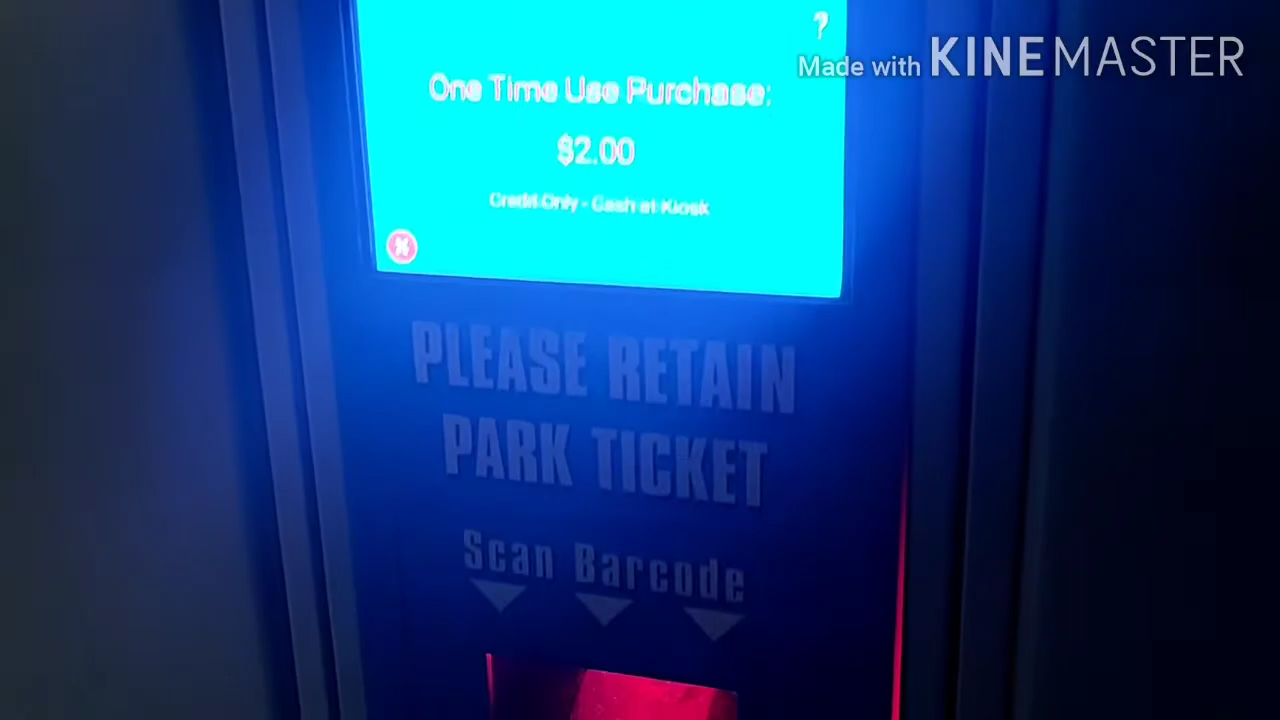 ?
Made with KINEMASTER
One Time Use Purchase:
$2.00
Credit Only - Cash at Kiosk
PLEASE RETAIN
PARK TICKET
Scan Barcode